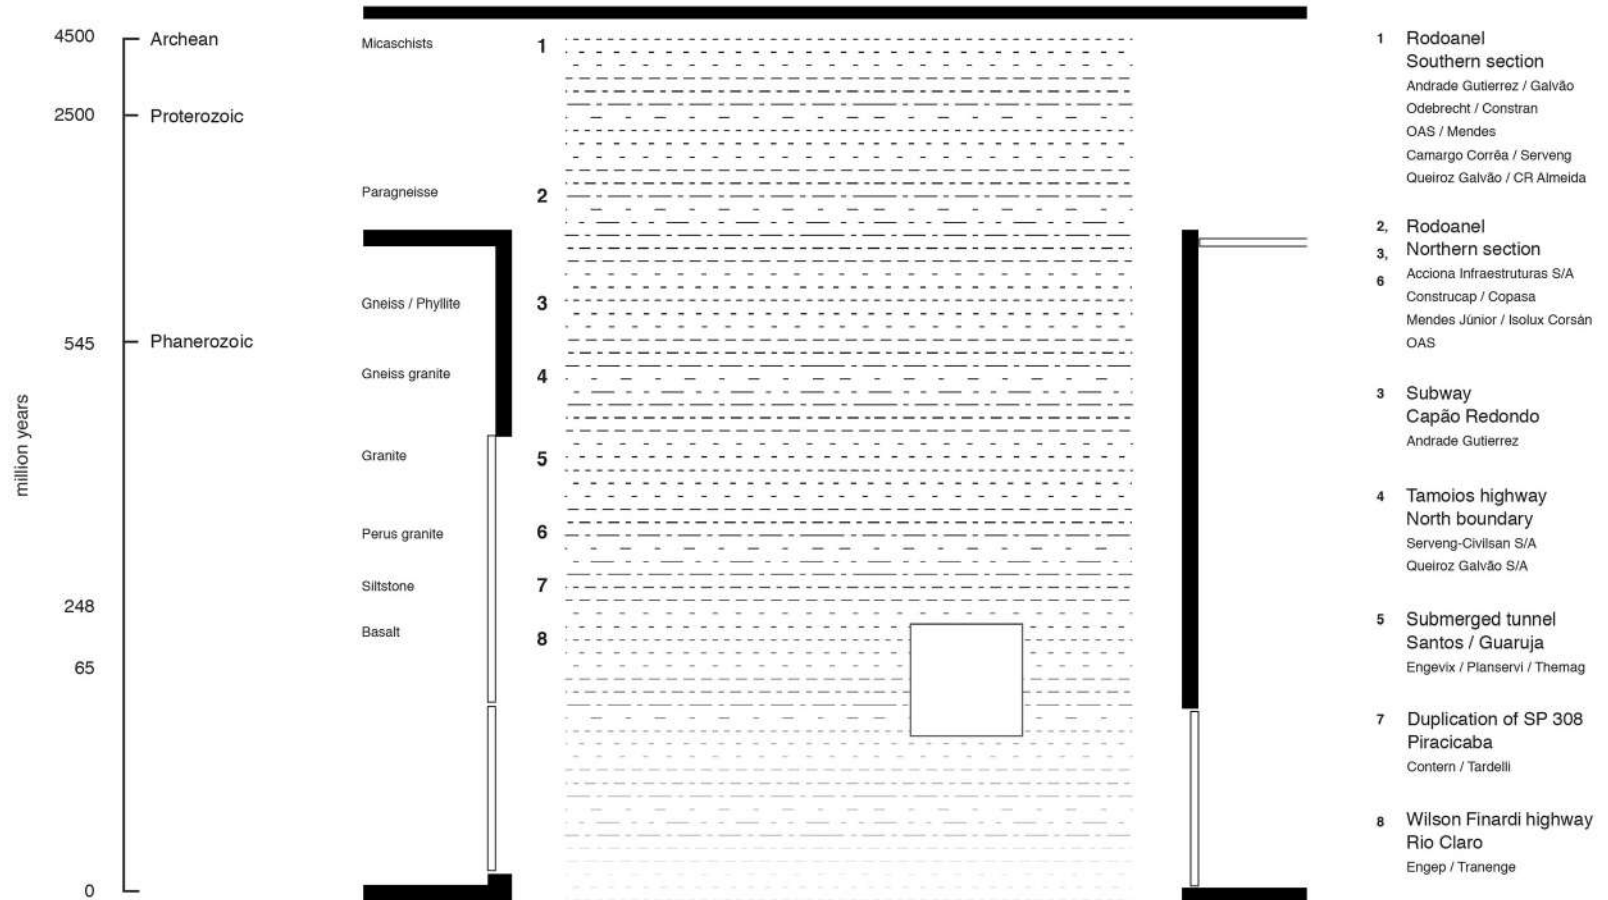 million years
4500 Archean
2500 Proterozoic
545 Phanerozoic
248
65
0
Micaschists 1
Paragneisse 2
Gneiss / Phyllite 3
Gneiss granite 4
Granite 5
Perus granite 6
Siltstone 7
Basalt 8
1 Rodoanel
Southern section
Andrade Gutierrez / Galvão
Odebrecht / Constran
OAS / Mendes
Camargo Corrêa / Serveng
Queiroz Galvão / CR Almeida
2, Rodoanel
3, Northern section
6 Acciona Infraestruturas S/A
Construcap / Copasa
Mendes Júnior / Isolux Corsán
OAS
3 Subway
Capão Redondo
Andrade Gutierrez
4 Tamoios highway
North boundary
Serveng-Civilsan S/A
Queiroz Galvão S/A
5 Submerged tunnel
Santos / Guaruja
Engevix / Planservi / Themag
7 Duplication of SP 308
Piracicaba
Contern / Tardelli
8 Wilson Finardi highway
Rio Claro
Engep / Tranenge